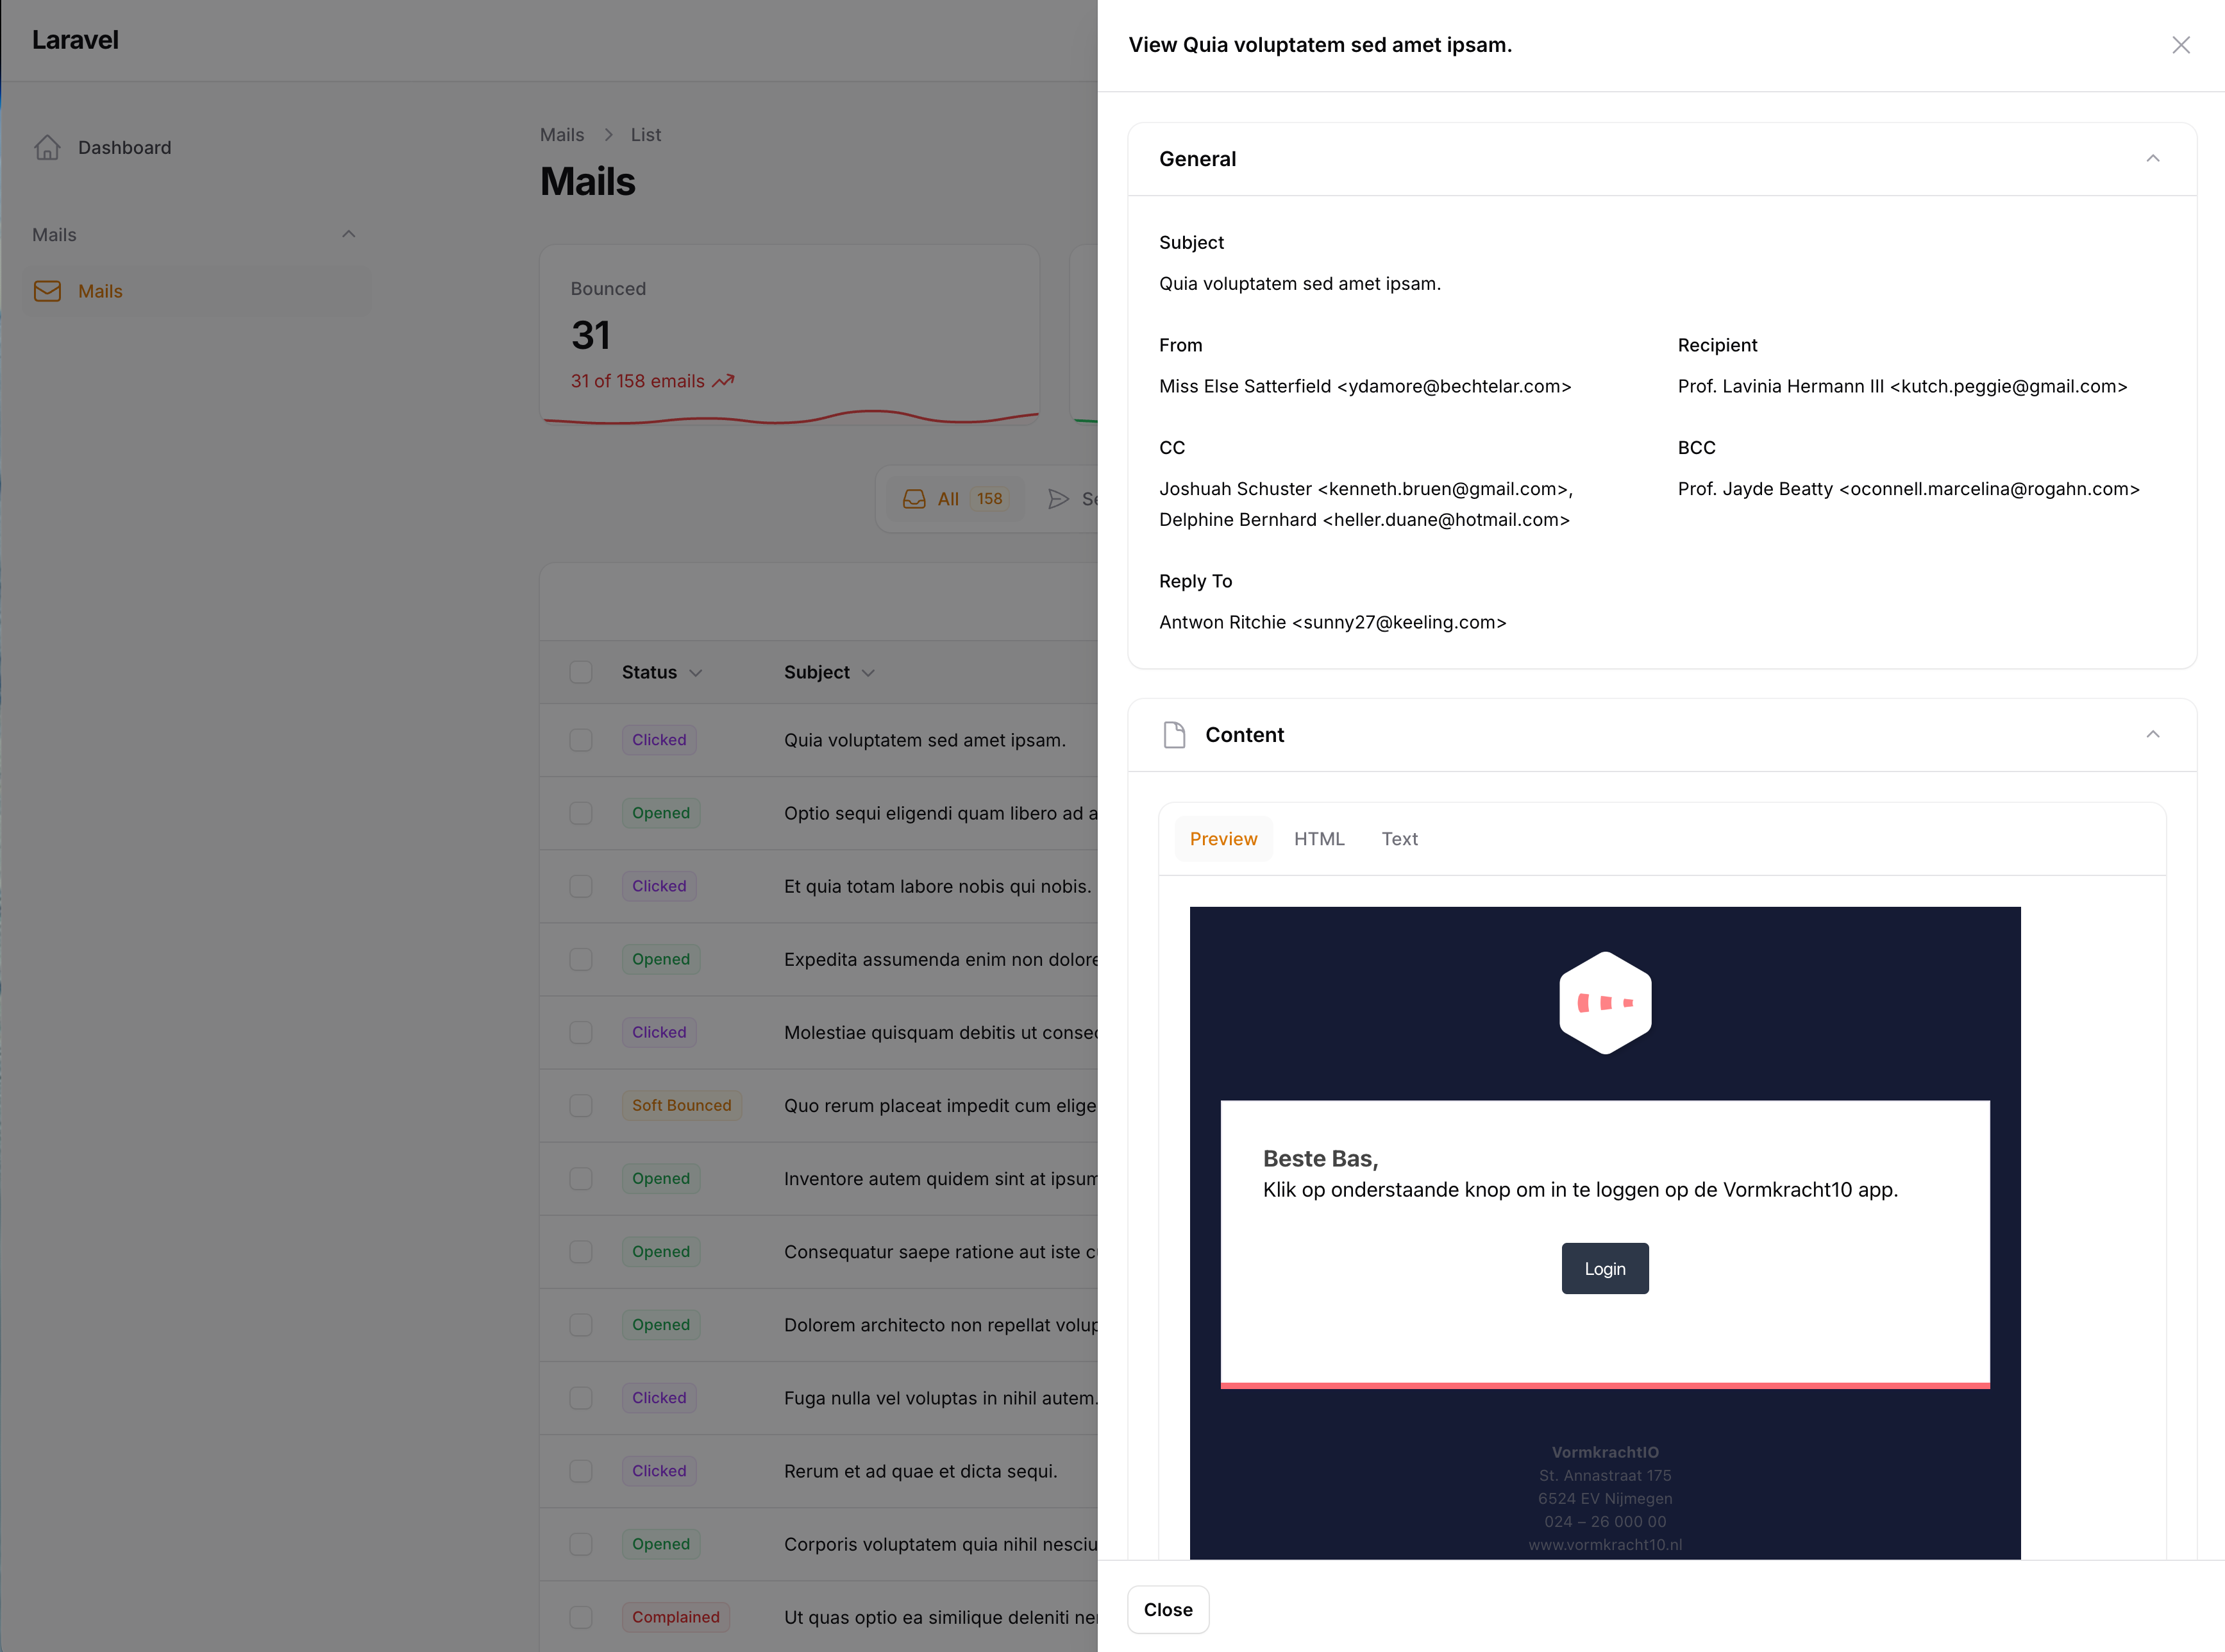 Laravel
Dashboard
Mails
Mails
Mails List
Mails
Bounced
31
31 of 158 emails
All 158
Status Subject
Clicked Quia voluptatem sed amet ipsam.
Opened Optio sequi eligendi quam libero ad
Clicked Et quia totam labore nobis qui nobis.
Opened Expedita assumenda enim non
Clicked Molestiae quisquam debitis ut
Soft Bounced Quo rerum placeat impedit cum
Opened Inventore autem quidem sint at
Opened Consequatur saepe ratione aut iste
Opened Dolorem architecto non repellat
Clicked Fuga nulla vel voluptas in nihil autem.
Clicked Rerum et ad quae et dicta sequi.
Opened Corporis voluptatem quia nihil
Complained Ut quas optio ea similique deleniti
View Quia voluptatem sed amet ipsam.
General
Subject
Quia voluptatem sed amet ipsam.
From Recipient
Miss Else Satterfield <ydamore@bechtelar.com> Prof. Lavinia Hermann III <kutch.peggie@gmail.com>
CC BCC
Joshuah Schuster <kenneth.bruen@gmail.com>, Prof. Jayde Beatty <oconnell.marcelina@rogahn.com>
Delphine Bernhard <heller.duane@hotmail.com>
Reply To
Antwon Ritchie <sunny27@keeling.com>
Content
Preview HTML Text
Beste Bas,
Klik op onderstaande knop om in te loggen op de Vormkracht10 app.
Login
VormkrachtIO
St. Annastraat 175
6524 EV Nijmegen
024 – 26 000 00
www.vormkracht10.nl
Close